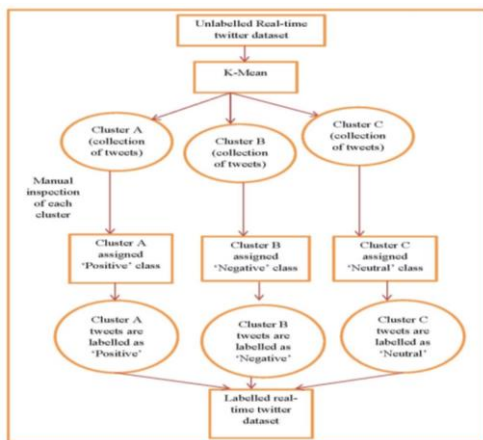 Unlabelled Real-time
twitter dataset
K-Mean
Cluster A
(collection
of tweets)
Cluster B
(collection
of tweets)
Cluster C
(collection
of tweets)
Manual
inspection
of each
cluster
Cluster A
assigned
'Positive' class
Cluster B
assigned
'Negative' class
Cluster C
assigned
'Neutral' class
Cluster A
tweets are
labelled as
'Positive'
Cluster B
tweets are
labelled as
'Negative'
Cluster C
tweets are
labelled as
'Neutral'
Labelled real-
time twitter
dataset